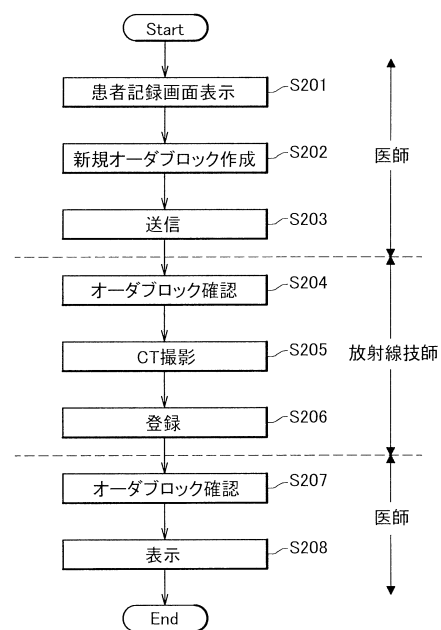 Start
患者記録画面表示
S201
新規オーダブロック作成
S202
医師
送信
S203
オーダブロック確認
S204
CT撮影
S205
放射線技師
登録
S206
オーダブロック確認
S207
医師
表示
S208
End